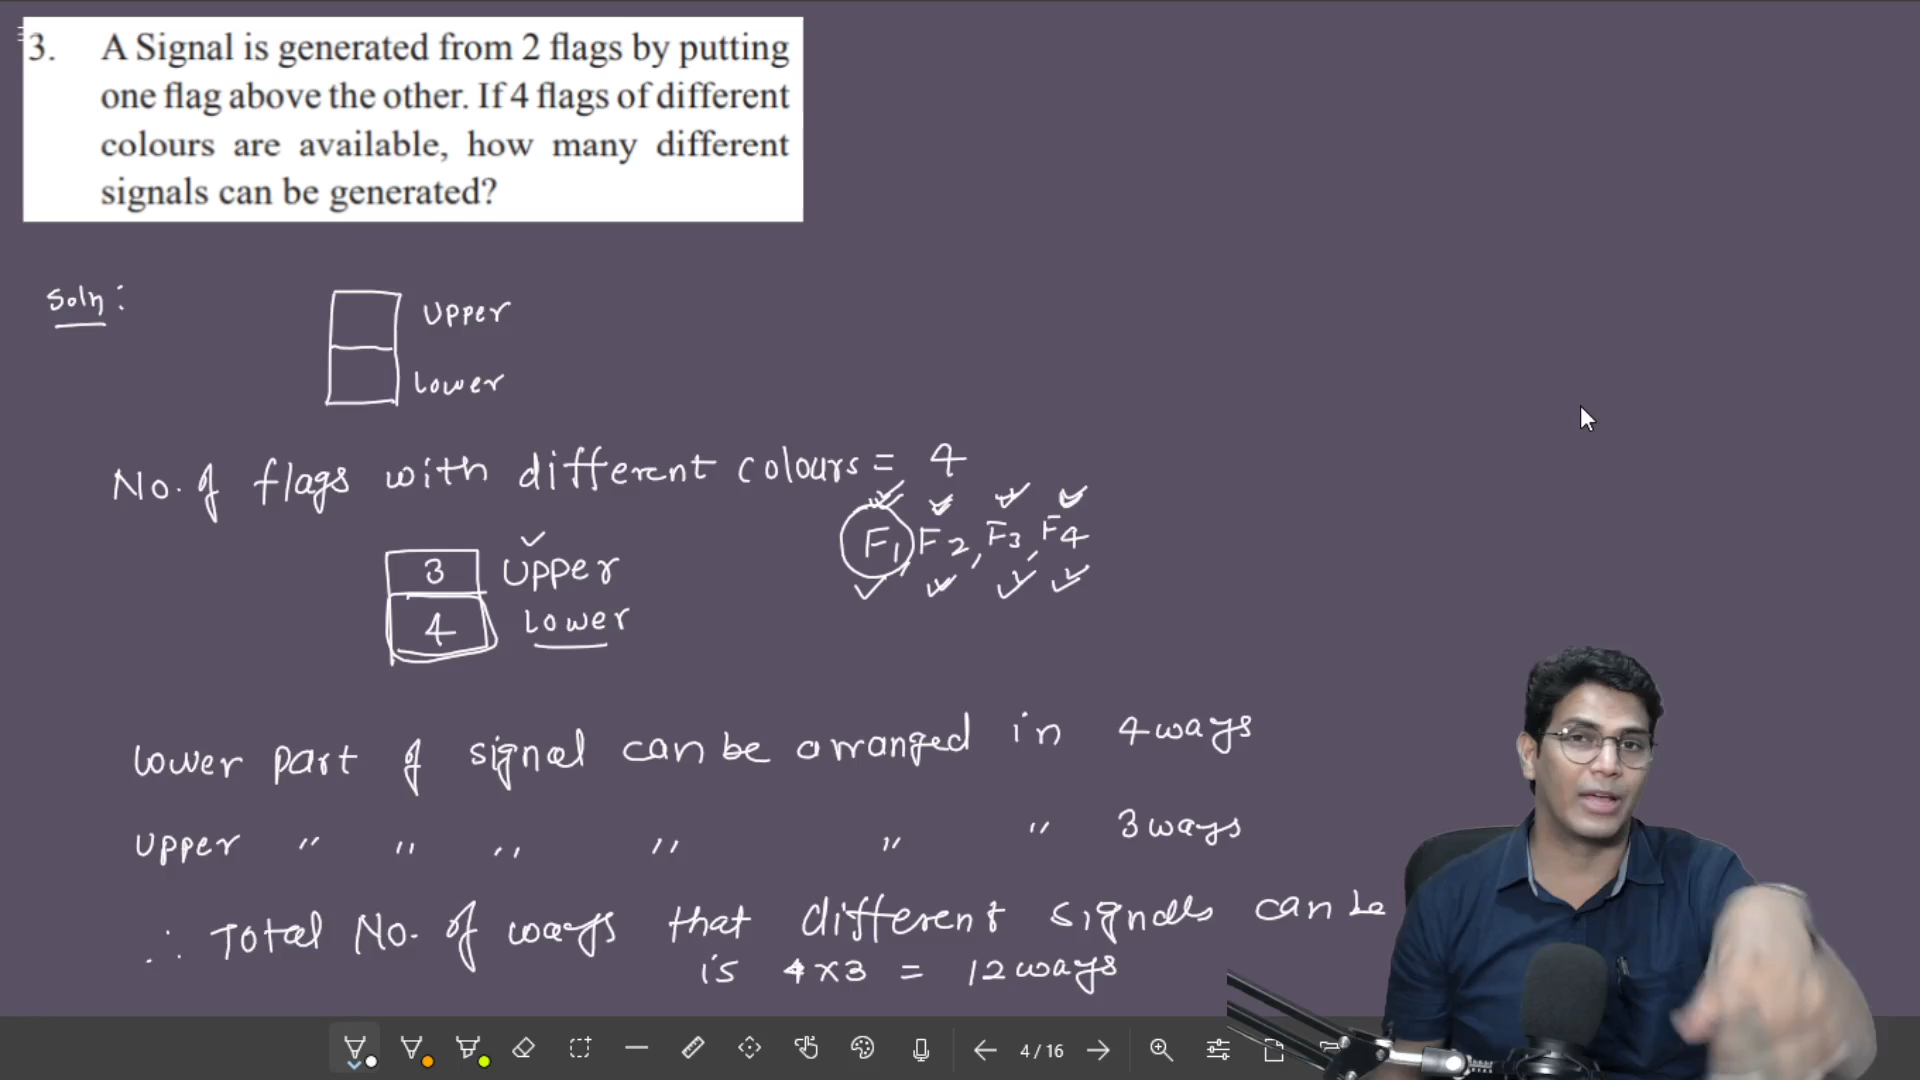 3. A Signal is generated from 2 flags by putting
one flag above the other. If 4 flags of different
colours are available, how many different
signals can be generated?
Soln :
Upper
Lower
No. of flags with different colours = 4
F1, F2, F3, F4
3 Upper
4 Lower
Lower part of signal can be arranged in 4 ways
Upper " " " " " " 3 ways
∴ Total No. of ways that different signals can be
is 4 x 3 = 12 ways
4 / 16